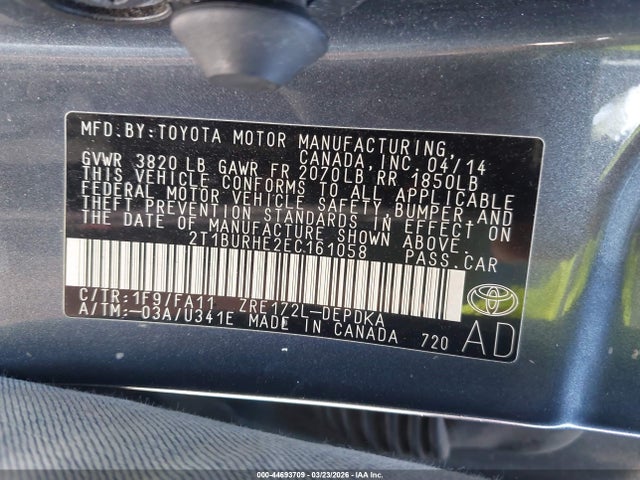 MFD.BY:TOYOTA MOTOR MANUFACTURING,
CANADA,INC. 04/14
GVWR 3820 LB GAWR FR 2070LB RR 1850LB
THIS VEHICLE CONFORMS TO ALL APPLICABLE
FEDERAL MOTOR VEHICLE SAFETY,BUMPER,AND
THEFT PREVENTION STANDARDS IN EFFECT ON
THE DATE OF MANUFACTURE SHOWN ABOVE.
2T1BURHE2EC161058 PASS.CAR
C/TR:1F9/FA11 ZRE172L-DEPDKA
A/TM:-03A/U341E MADE IN CANADA 720
AD
000-44693709 - 03/23/2026 - IAA Inc.